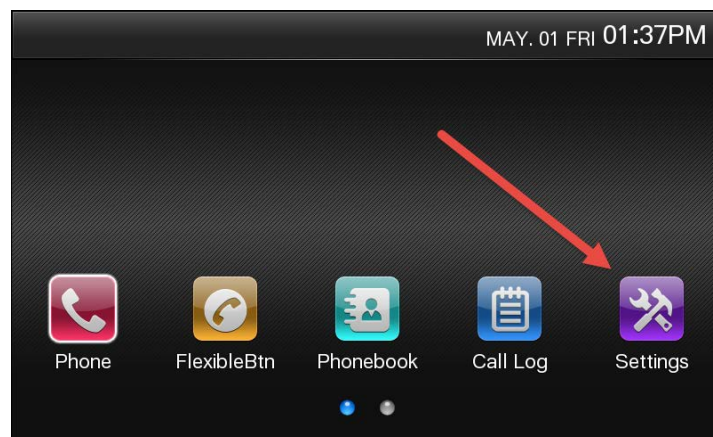 MAY. 01 FRI 01:37PM
Phone FlexibleBtn Phonebook Call Log Settings